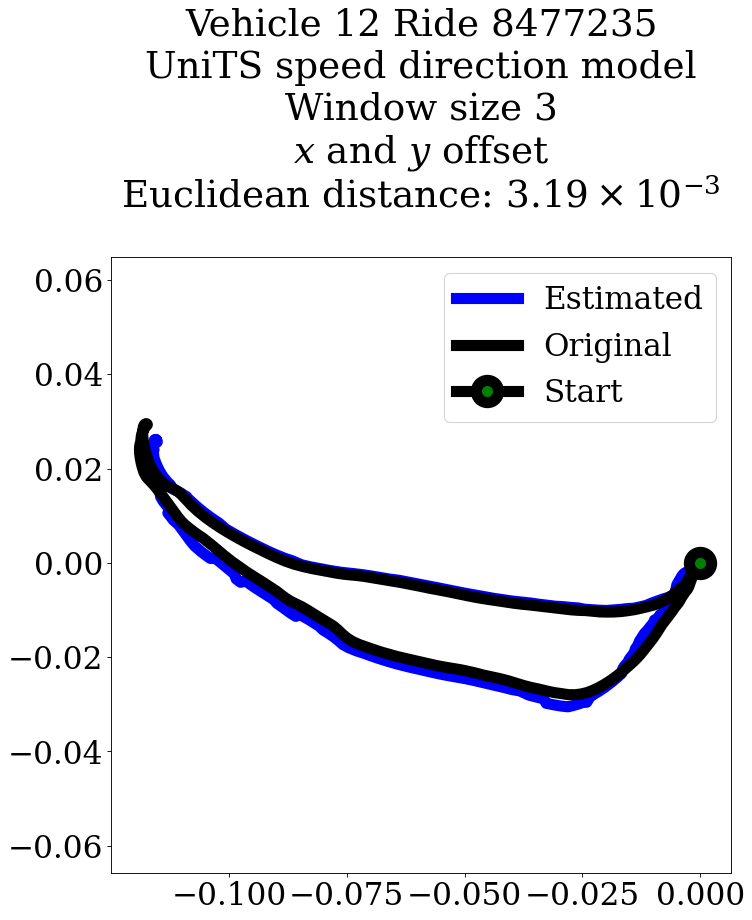 Vehicle 12 Ride 8477235
UniTS speed direction model
Window size 3
x and y offset
Euclidean distance: 3.19 × 10⁻³
Estimated
Original
Start
0.06
0.04
0.02
0.00
−0.02
−0.04
−0.06
−0.100 −0.075 −0.050 −0.025 0.000